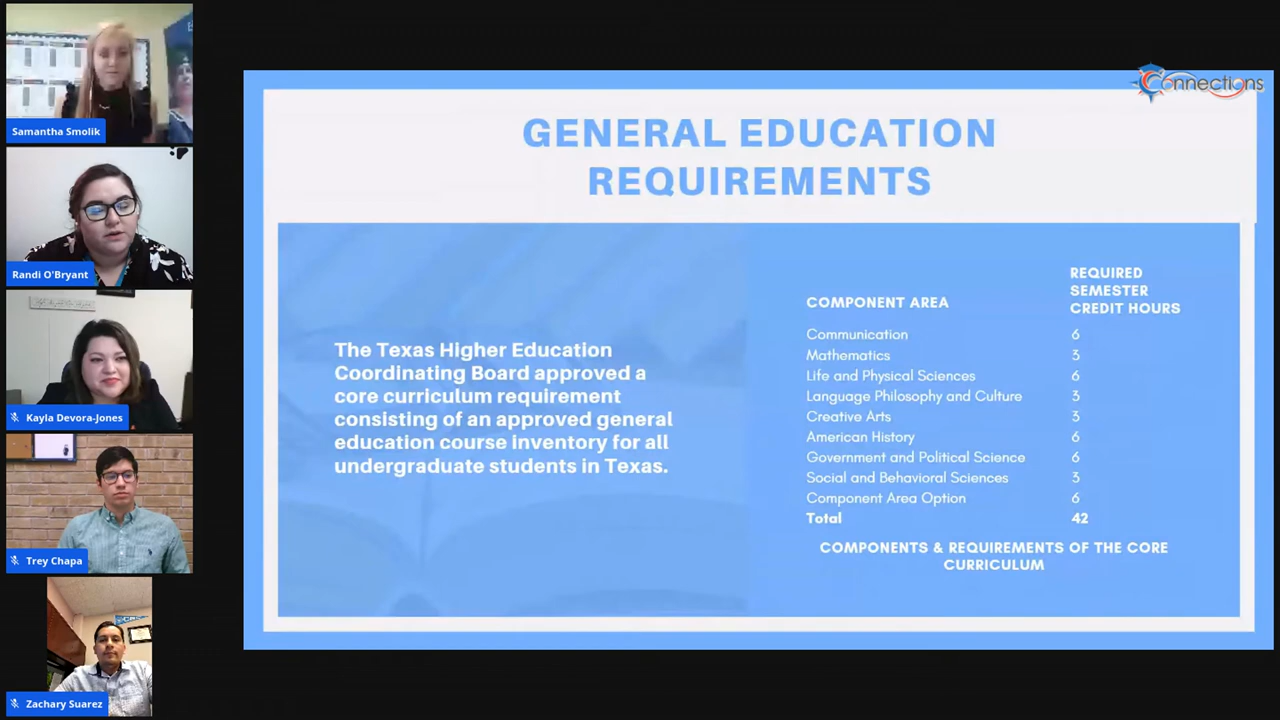 Samantha Smolik
Randi O'Bryant
Kayla Devora-Jones
Trey Chapa
Zachary Suarez
Connections
GENERAL EDUCATION
REQUIREMENTS
The Texas Higher Education
Coordinating Board approved a
core curriculum requirement
consisting of an approved general
education course inventory for all
undergraduate students in Texas.
COMPONENT AREA REQUIRED
SEMESTER
CREDIT HOURS
Communication 6
Mathematics 3
Life and Physical Sciences 6
Language Philosophy and Culture 3
Creative Arts 3
American History 6
Government and Political Science 6
Social and Behavioral Sciences 3
Component Area Option 6
Total 42
COMPONENTS & REQUIREMENTS OF THE CORE
CURRICULUM